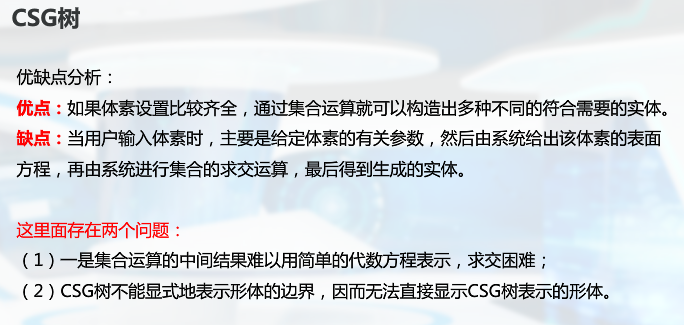 CSG树
优缺点分析：
优点：如果体素设置比较齐全，通过集合运算就可以构造出多种不同的符合需要的实体。
缺点：当用户输入体素时，主要是给定体素的有关参数，然后由系统给出该体素的表面
方程，再由系统进行集合的求交运算，最后得到生成的实体。
这里面存在两个问题：
（1）一是集合运算的中间结果难以用简单的代数方程表示，求交困难；
（2）CSG树不能显式地表示形体的边界，因而无法直接显示CSG树表示的形体。